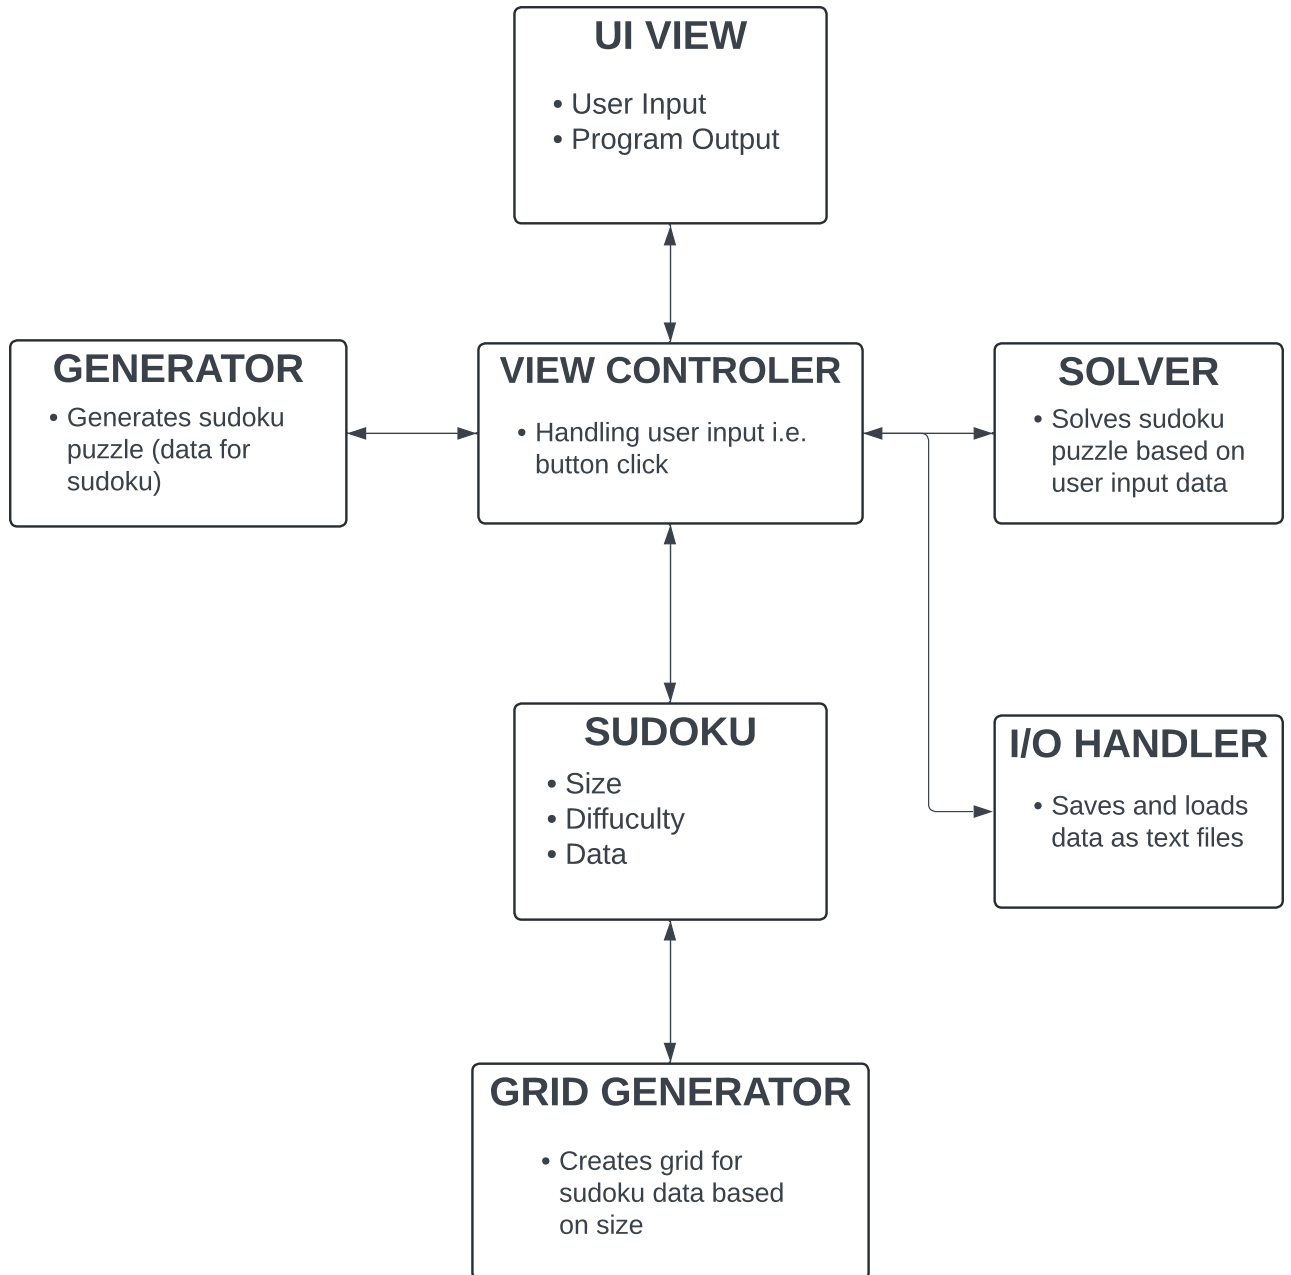 UI VIEW
• User Input
• Program Output
GENERATOR
• Generates sudoku
puzzle (data for
sudoku)
VIEW CONTROLER
• Handling user input i.e.
button click
SOLVER
• Solves sudoku
puzzle based on
user input data
SUDOKU
• Size
• Diffuculty
• Data
I/O HANDLER
• Saves and loads
data as text files
GRID GENERATOR
• Creates grid for
sudoku data based
on size